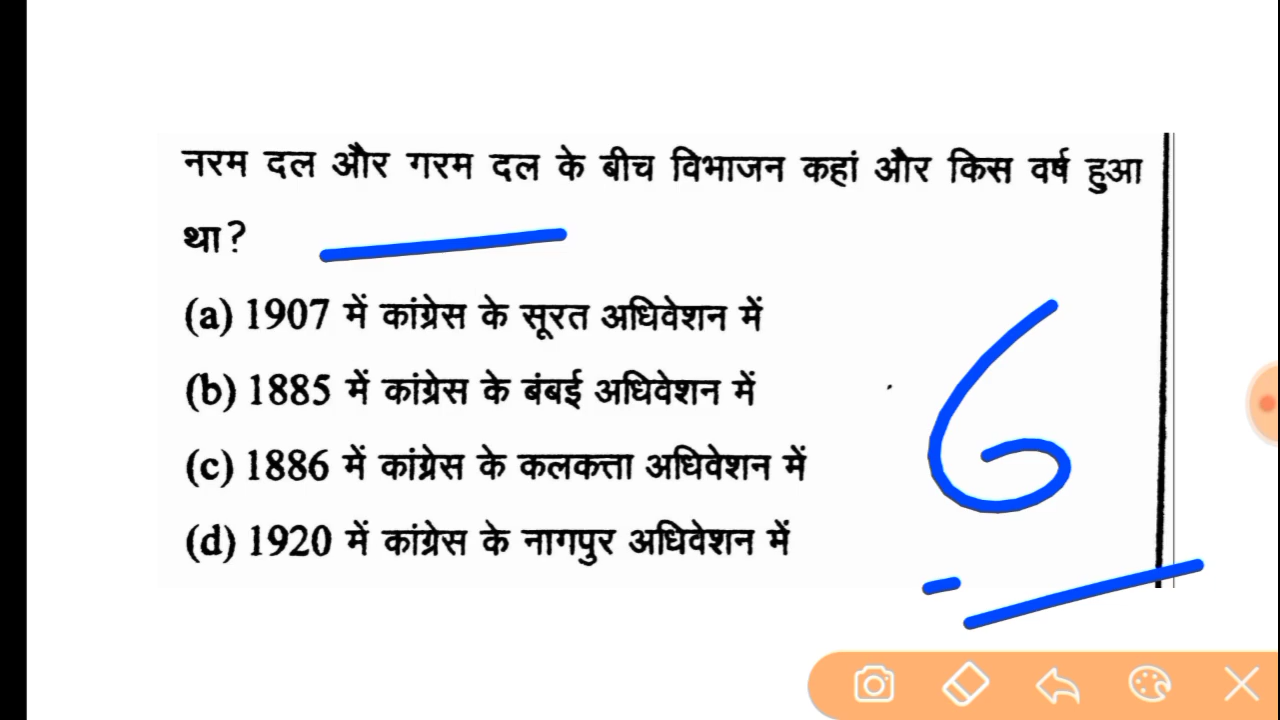 नरम दल और गरम दल के बीच विभाजन कहां और किस वर्ष हुआ
था?
(a) 1907 में कांग्रेस के सूरत अधिवेशन में
(b) 1885 में कांग्रेस के बंबई अधिवेशन में
(c) 1886 में कांग्रेस के कलकत्ता अधिवेशन में
(d) 1920 में कांग्रेस के नागपुर अधिवेशन में
6